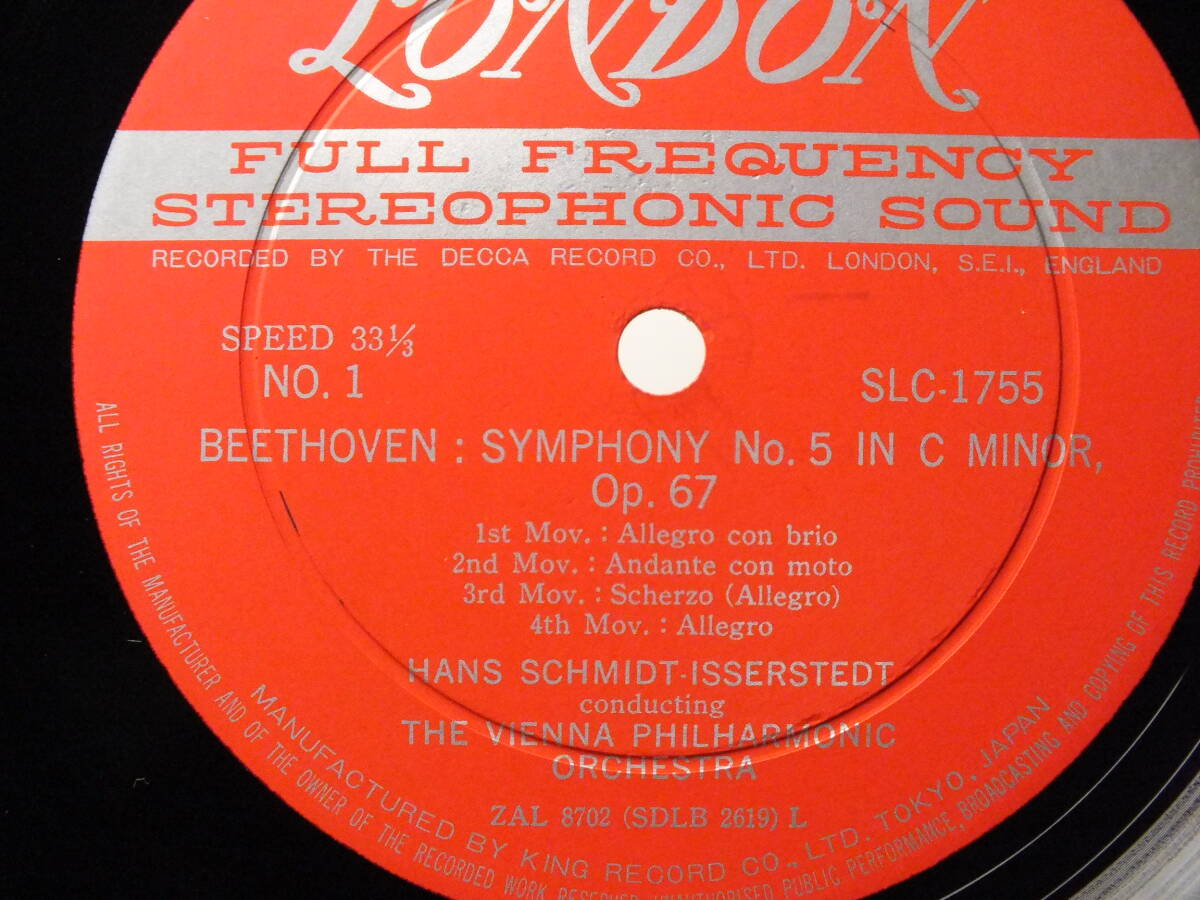 LONDON
FULL FREQUENCY
STEREOPHONIC SOUND
RECORDED BY THE DECCA RECORD CO., LTD. LONDON, S.E.I., ENGLAND
SPEED 33⅓
NO. 1
SLC-1755
BEETHOVEN : SYMPHONY No. 5 IN C MINOR,
Op. 67
1st Mov. : Allegro con brio
2nd Mov. : Andante con moto
3rd Mov. : Scherzo (Allegro)
4th Mov. : Allegro
HANS SCHMIDT-ISSERSTEDT
conducting
THE VIENNA PHILHARMONIC
ORCHESTRA
ZAL 8702 (SDLB 2619) L
MANUFACTURED BY KING RECORD CO., LTD. TOKYO, JAPAN
ALL RIGHTS OF THE MANUFACTURER AND OF THE OWNER OF THE RECORDED WORK RESERVED UNAUTHORISED PUBLIC PERFORMANCE, BROADCASTING AND COPYING OF THIS RECORD